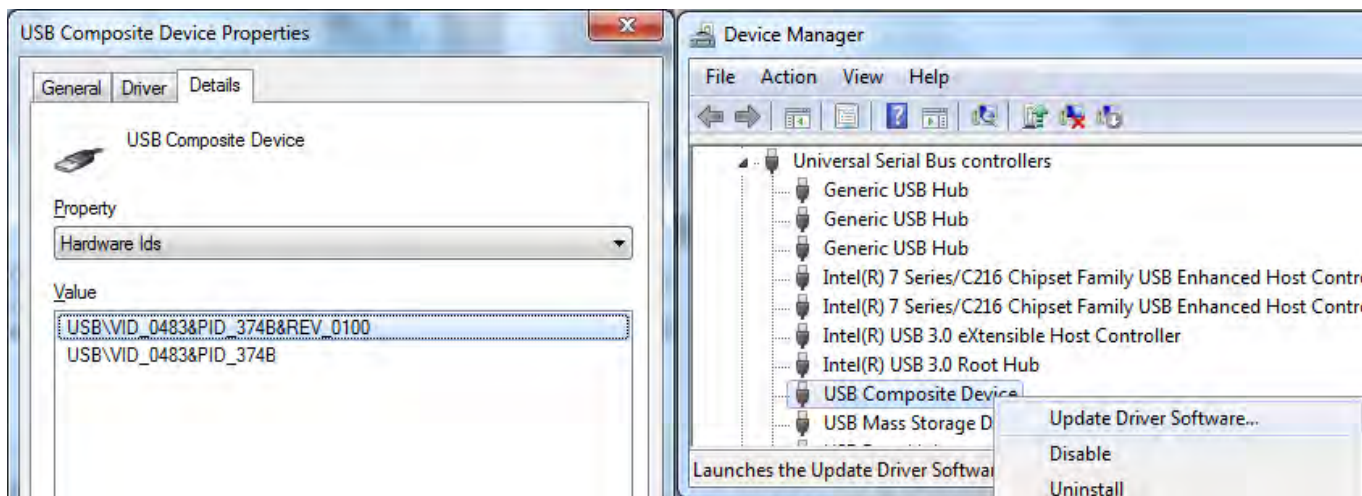 USB Composite Device Properties
General Driver Details
USB Composite Device
Property
Hardware Ids
Value
USB\VID_0483&PID_374B&REV_0100
USB\VID_0483&PID_374B
Device Manager
File Action View Help
Universal Serial Bus controllers
Generic USB Hub
Generic USB Hub
Generic USB Hub
Intel(R) 7 Series/C216 Chipset Family USB Enhanced Host Contr
Intel(R) 7 Series/C216 Chipset Family USB Enhanced Host Contr
Intel(R) USB 3.0 eXtensible Host Controller
Intel(R) USB 3.0 Root Hub
USB Composite Device
USB Mass Storage D
Launches the Update Driver Softwar
Update Driver Software...
Disable
Uninstall